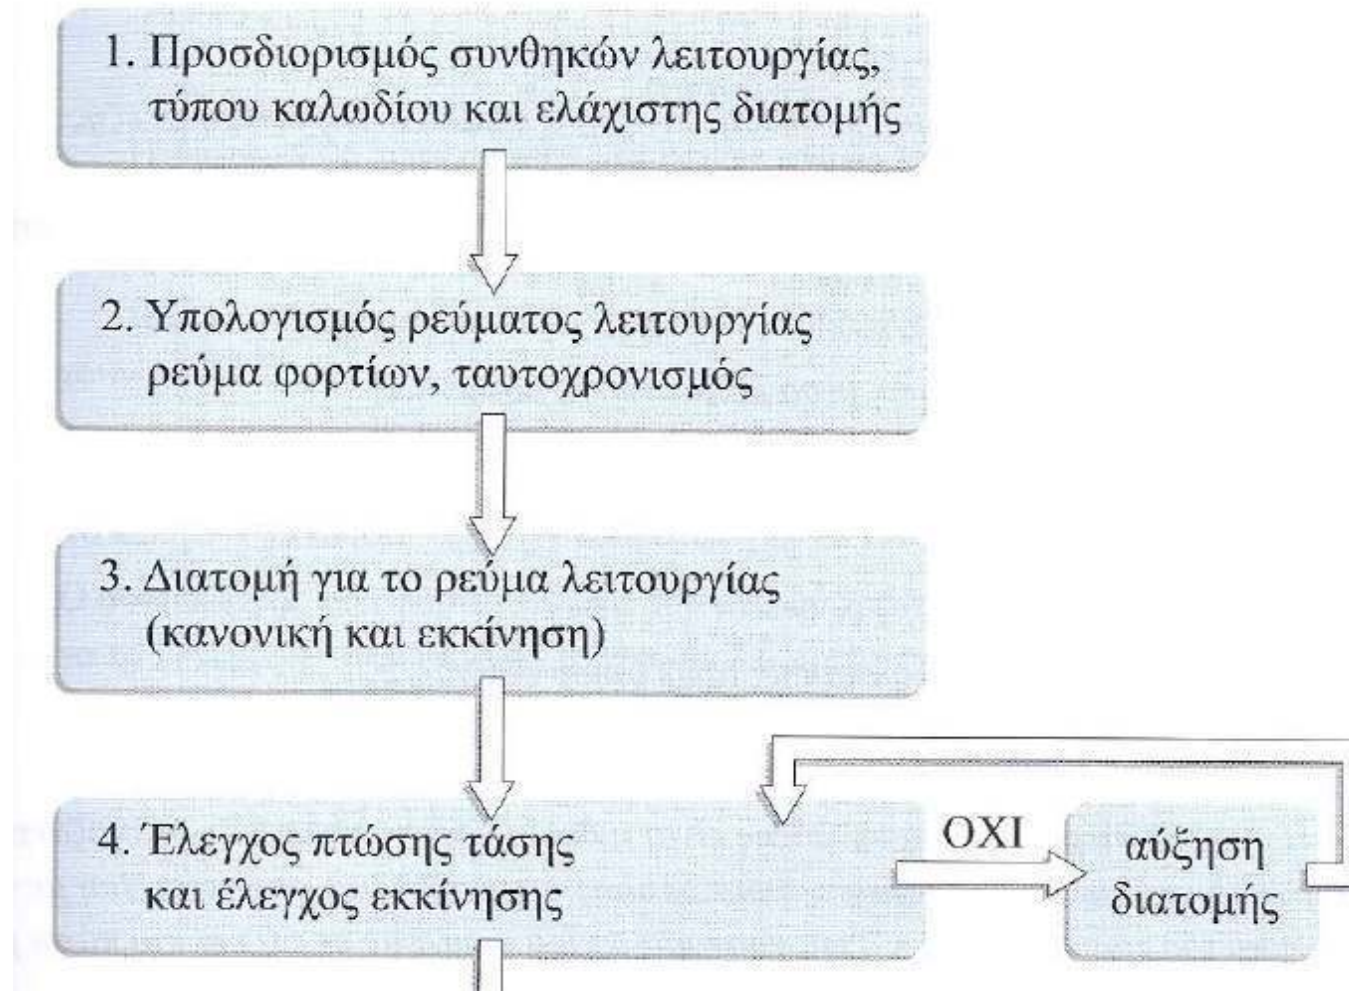 1. Προσδιορισμός συνθηκών λειτουργίας,
τύπου καλωδίου και ελάχιστης διατομής
2. Υπολογισμός ρεύματος λειτουργίας
ρεύμα φορτίων, ταυτοχρονισμός
3. Διατομή για το ρεύμα λειτουργίας
(κανονική και εκκίνηση)
4. Έλεγχος πτώσης τάσης
και έλεγχος εκκίνησης
ΟΧΙ
αύξηση
διατομής